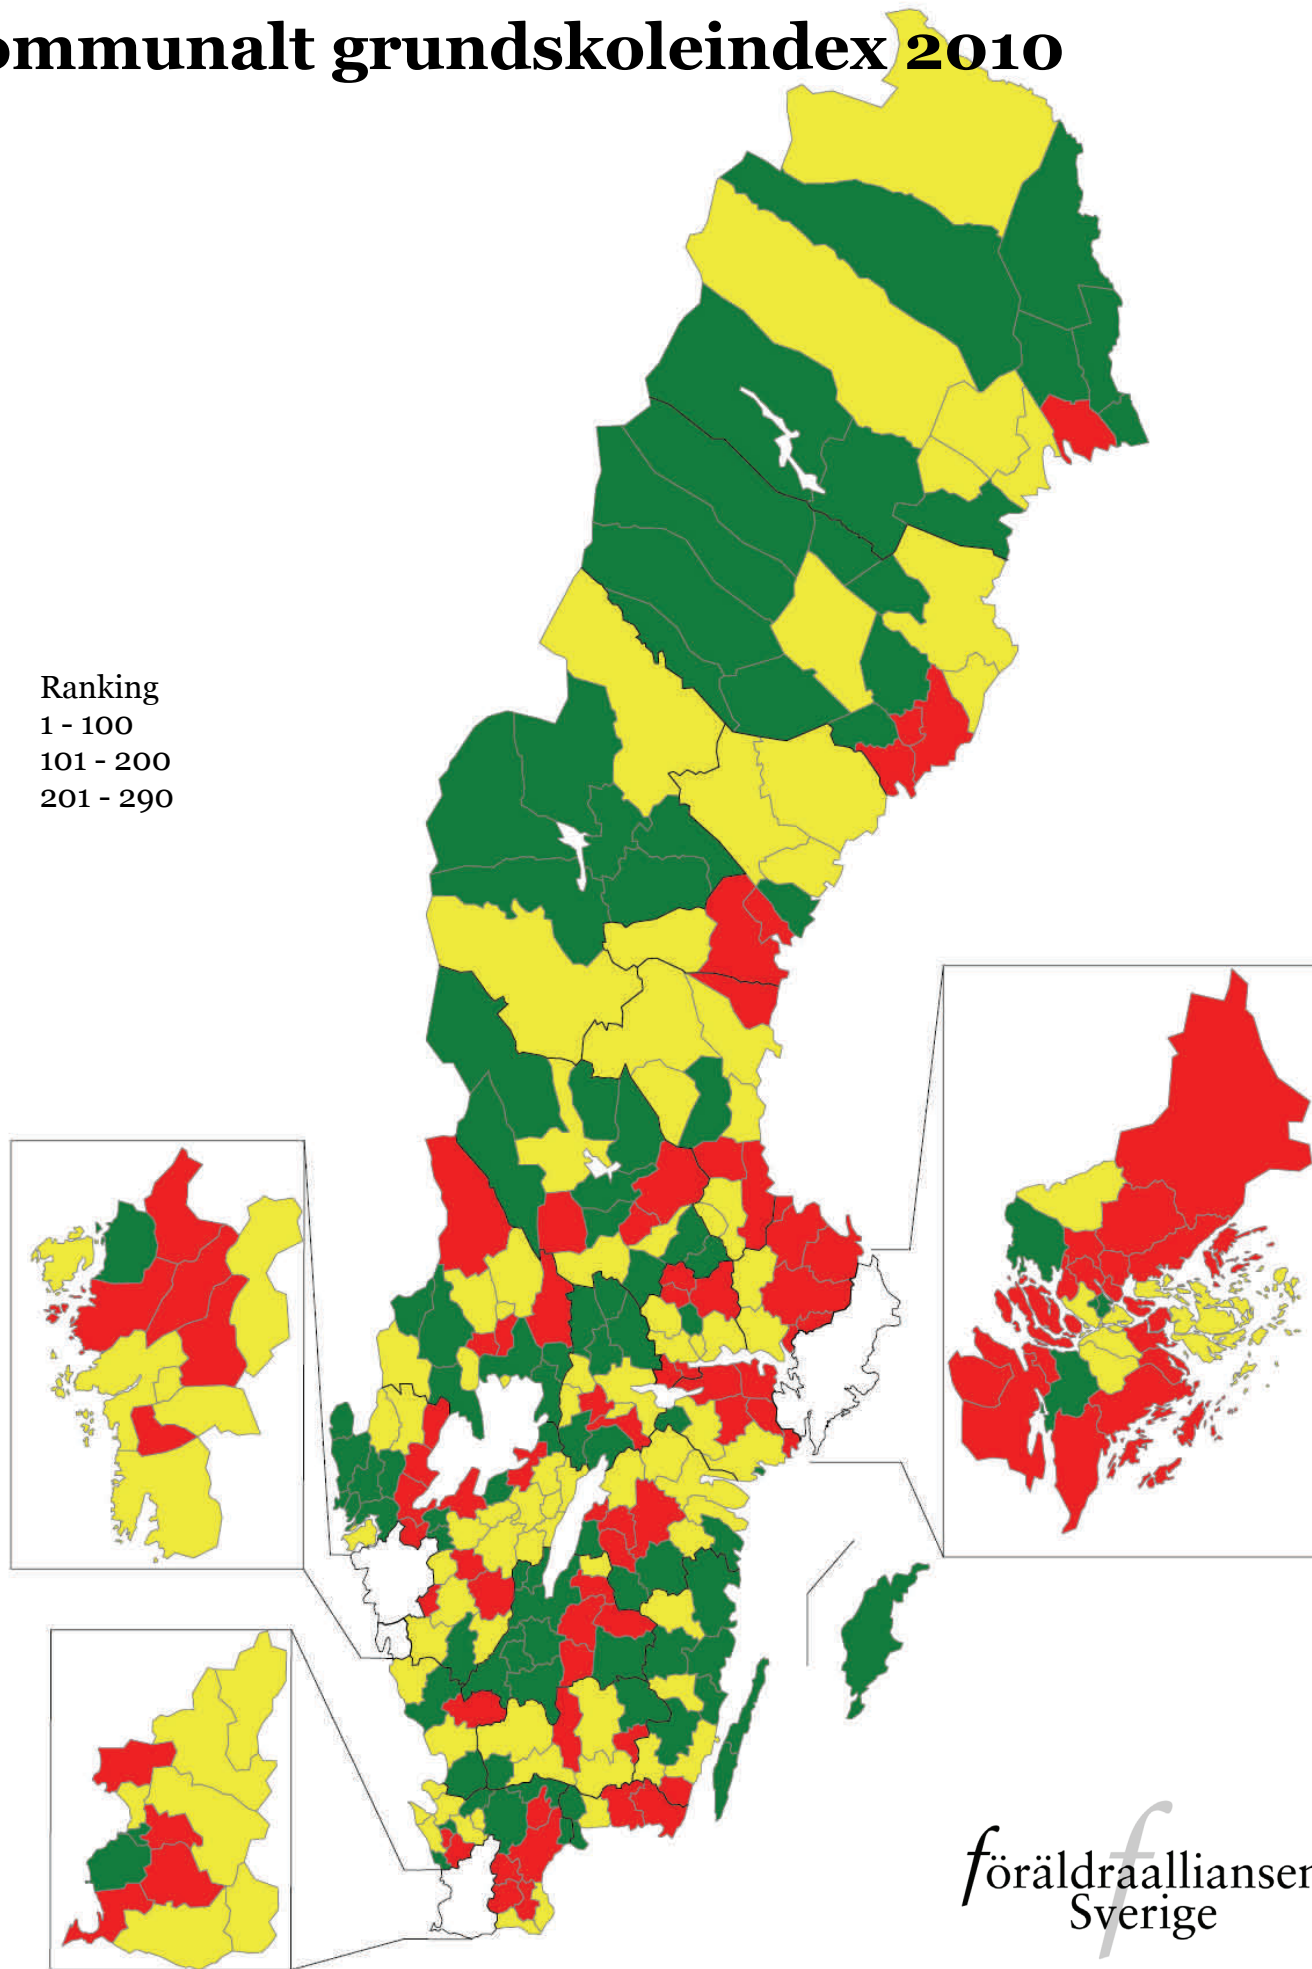 ommunalt grundskoleindex 2010
Ranking
1 - 100
101 - 200
201 - 290
föräldraalliansen
Sverige